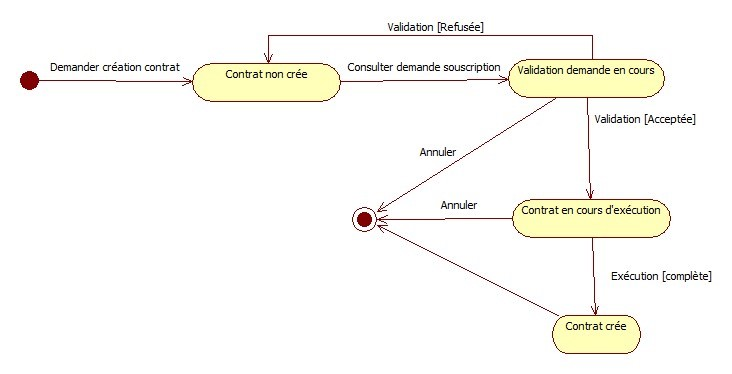 Validation [Refusée]
Demander création contrat
Contrat non crée
Consulter demande souscription
Validation demande en cours
Validation [Acceptée]
Annuler
Annuler
Contrat en cours d'exécution
Exécution [complète]
Contrat crée